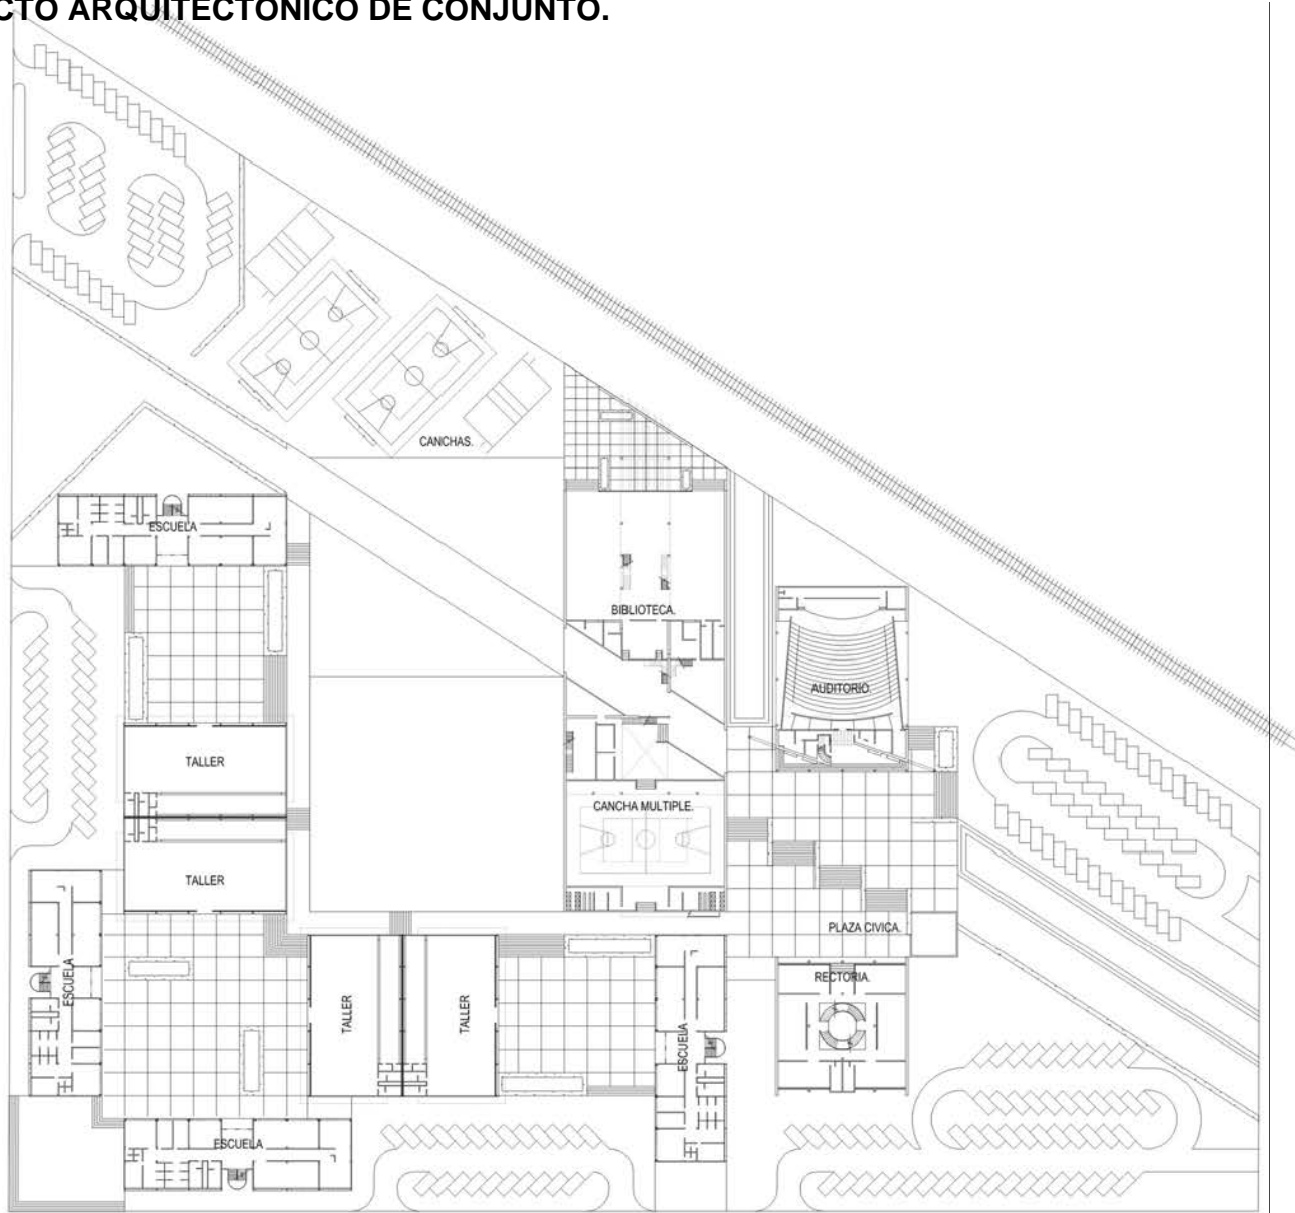 CTO ARQUITECTONICO DE CONJUNTO.
CANICHAS.
ESCUELA
BIBLIOTECA.
AUDITORIO.
TALLER
CANCHA MULTIPLE.
TALLER
PLAZA CIVICA.
ESCUELA
RECTORIA.
TALLER
TALLER
ESCUELA
ESCUELA